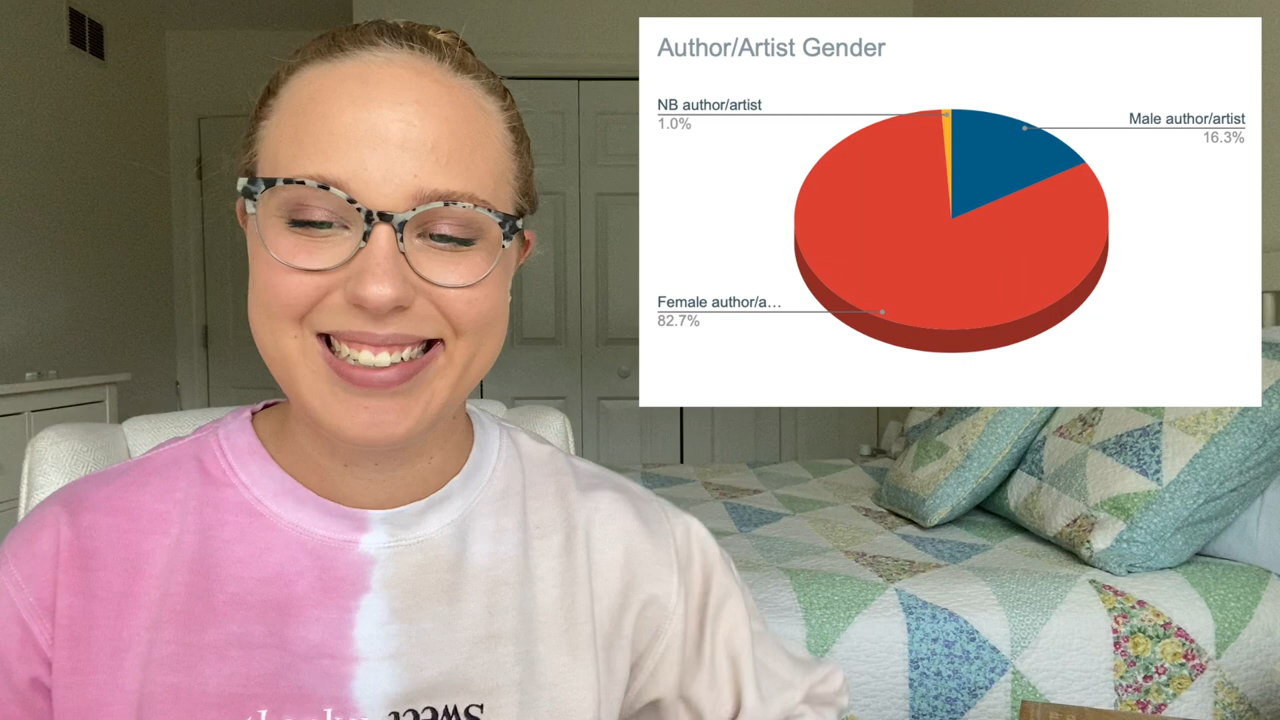 Author/Artist Gender
NB author/artist
1.0%
Male author/artist
16.3%
Female author/a…
82.7%